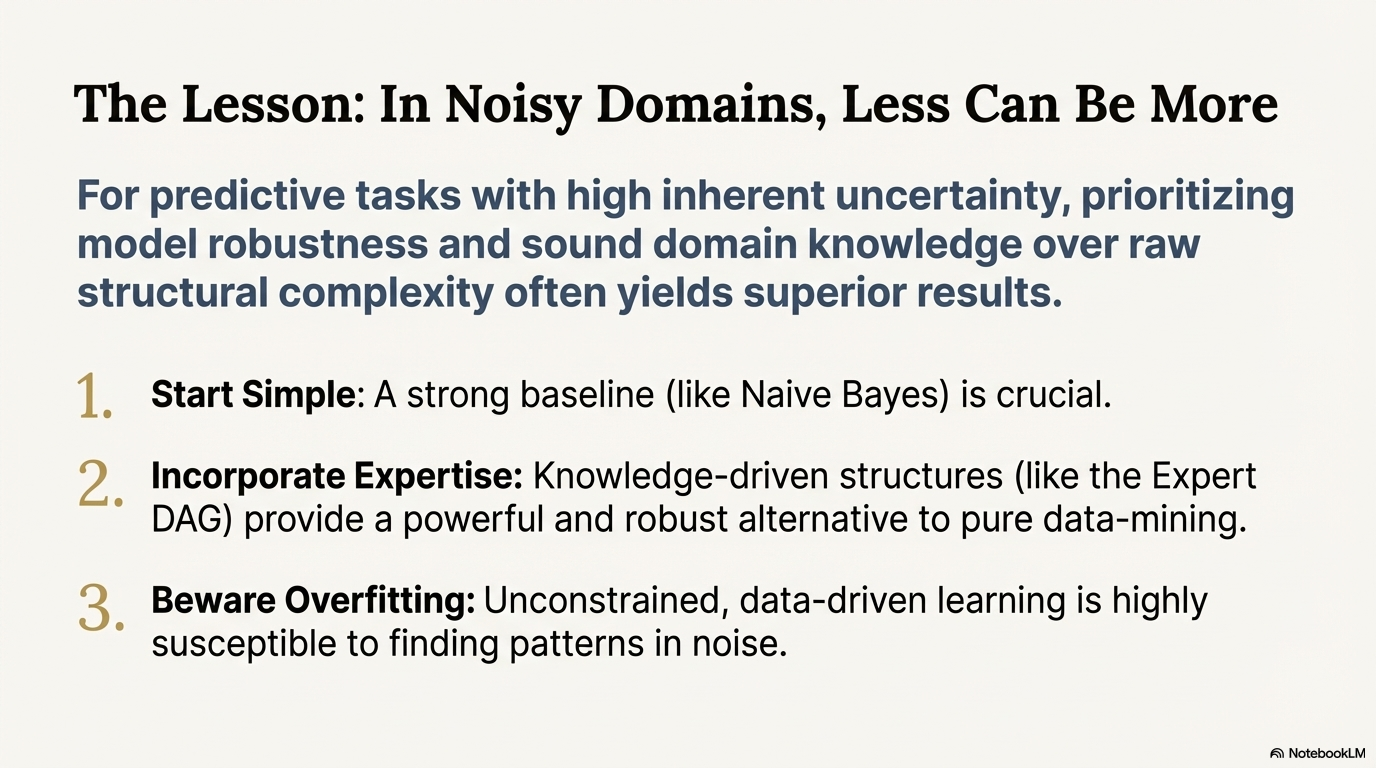 The Lesson: In Noisy Domains, Less Can Be More
For predictive tasks with high inherent uncertainty, prioritizing
model robustness and sound domain knowledge over raw
structural complexity often yields superior results.
1. Start Simple: A strong baseline (like Naive Bayes) is crucial.
2. Incorporate Expertise: Knowledge-driven structures (like the Expert
DAG) provide a powerful and robust alternative to pure data-mining.
3. Beware Overfitting: Unconstrained, data-driven learning is highly
susceptible to finding patterns in noise.
NotebookLM